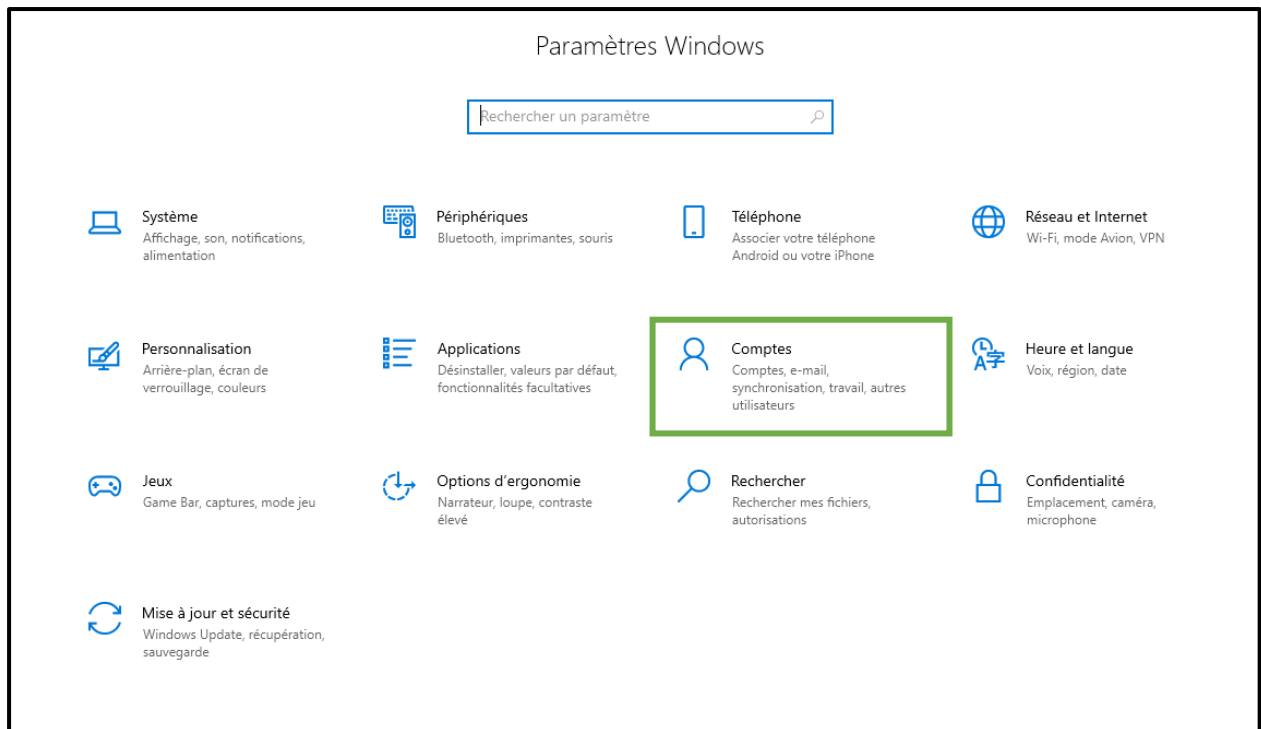 Paramètres Windows
Rechercher un paramètre
Système
Affichage, son, notifications,
alimentation
Périphériques
Bluetooth, imprimantes, souris
Téléphone
Associer votre téléphone
Android ou votre iPhone
Réseau et Internet
Wi-Fi, mode Avion, VPN
Personnalisation
Arrière-plan, écran de
verrouillage, couleurs
Applications
Désinstaller, valeurs par défaut,
fonctionnalités facultatives
Comptes
Comptes, e-mail,
synchronisation, travail, autres
utilisateurs
Heure et langue
Voix, région, date
Jeux
Game Bar, captures, mode jeu
Options d’ergonomie
Narrateur, loupe, contraste
élevé
Rechercher
Rechercher mes fichiers,
autorisations
Confidentialité
Emplacement, caméra,
microphone
Mise à jour et sécurité
Windows Update, récupération,
sauvegarde